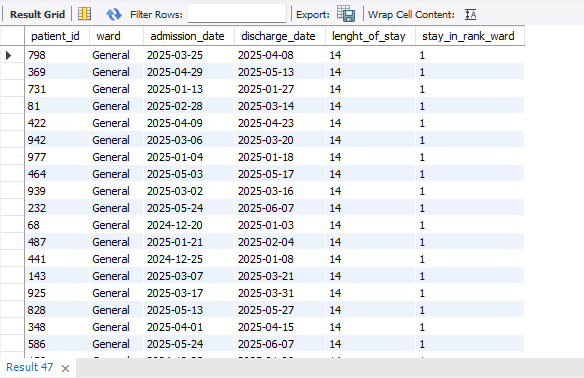 Result Grid Filter Rows: Export: Wrap Cell Content:
patient_id ward admission_date discharge_date lenght_of_stay stay_in_rank_ward
798 General 2025-03-25 2025-04-08 14 1
369 General 2025-04-29 2025-05-13 14 1
731 General 2025-01-13 2025-01-27 14 1
81 General 2025-02-28 2025-03-14 14 1
422 General 2025-04-09 2025-04-23 14 1
942 General 2025-03-06 2025-03-20 14 1
977 General 2025-01-04 2025-01-18 14 1
464 General 2025-05-03 2025-05-17 14 1
939 General 2025-03-02 2025-03-16 14 1
232 General 2025-05-24 2025-06-07 14 1
68 General 2024-12-20 2025-01-03 14 1
487 General 2025-01-21 2025-02-04 14 1
441 General 2024-12-25 2025-01-08 14 1
143 General 2025-03-07 2025-03-21 14 1
925 General 2025-03-17 2025-03-31 14 1
828 General 2025-05-13 2025-05-27 14 1
348 General 2025-04-01 2025-04-15 14 1
586 General 2025-05-24 2025-06-07 14 1
Result 47